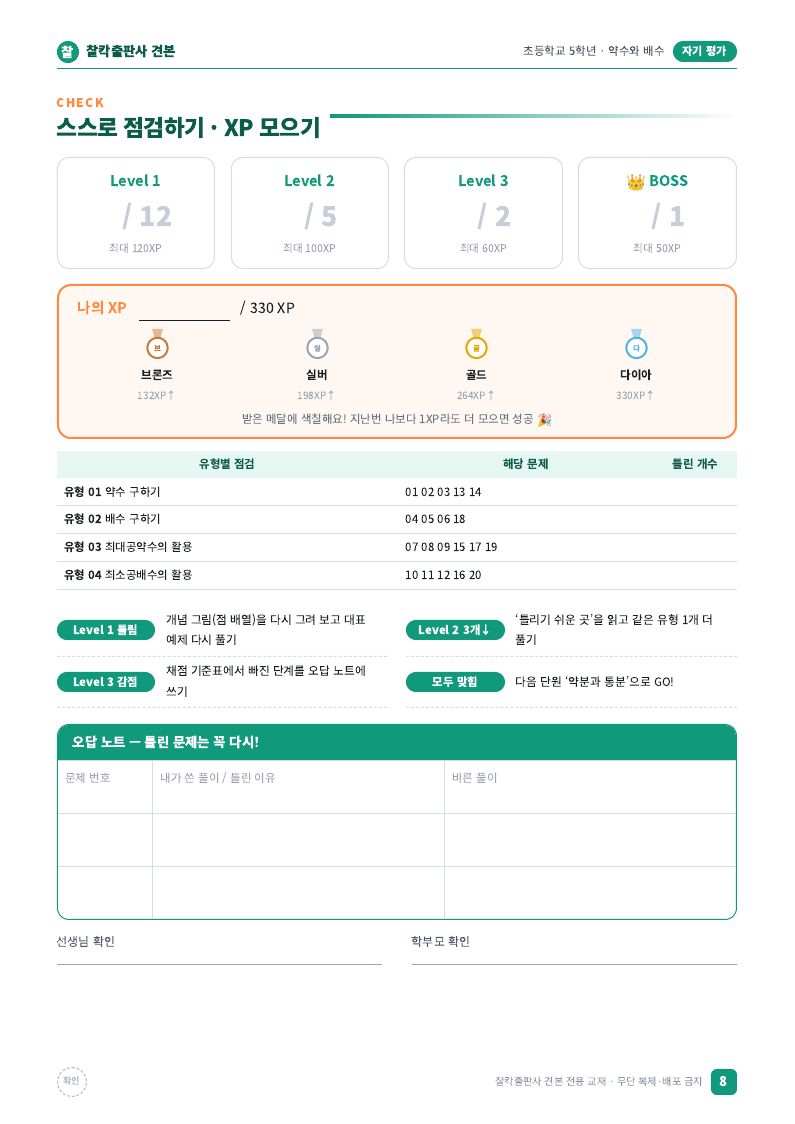 찰 찰칵출판사 견본
초등학교 5학년 · 약수와 배수 자기 평가
CHECK
스스로 점검하기 · XP 모으기
Level 1
/ 12
최대 120XP
Level 2
/ 5
최대 100XP
Level 3
/ 2
최대 60XP
👑 BOSS
/ 1
최대 50XP
나의 XP / 330 XP
브
브론즈
132XP↑
실
실버
198XP↑
골
골드
264XP↑
다
다이아
330XP↑
받은 메달에 색칠해요! 지난번 나보다 1XP라도 더 모으면 성공 🎉
유형별 점검 해당 문제 틀린 개수
유형 01 약수 구하기 01 02 03 13 14
유형 02 배수 구하기 04 05 06 18
유형 03 최대공약수의 활용 07 08 09 15 17 19
유형 04 최소공배수의 활용 10 11 12 16 20
Level 1 틀림
개념 그림(점 배열)을 다시 그려 보고 대표
예제 다시 풀기
Level 2 3개↓
‘틀리기 쉬운 곳’을 읽고 같은 유형 1개 더
풀기
Level 3 감점
채점 기준표에서 빠진 단계를 오답 노트에
쓰기
모두 맞힘
다음 단원 ‘약분과 통분’으로 GO!
오답 노트 — 틀린 문제는 꼭 다시!
문제 번호 내가 쓴 풀이 / 틀린 이유 바른 풀이
선생님 확인
학부모 확인
확인
찰칵출판사 견본 전용 교재 · 무단 복제·배포 금지 8